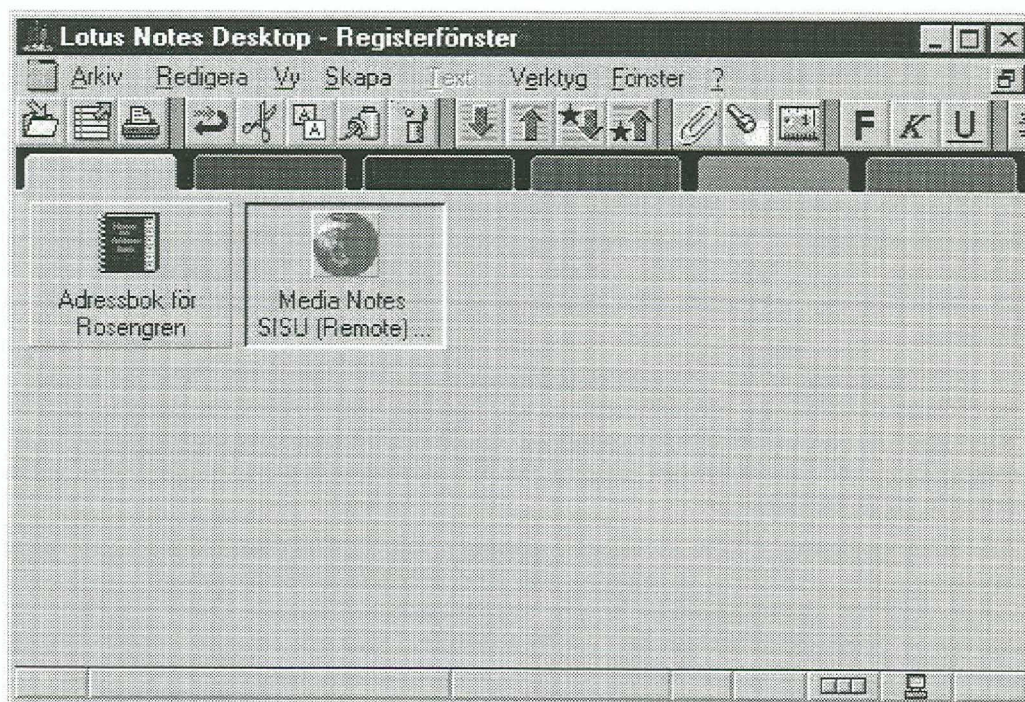 Lotus Notes Desktop - Registerfönster
Arkiv Redigera Vy Skapa Text Verktyg Fönster ?
F K U
Adressbok för
Rosengren
Media Notes
SISU (Remote) ...